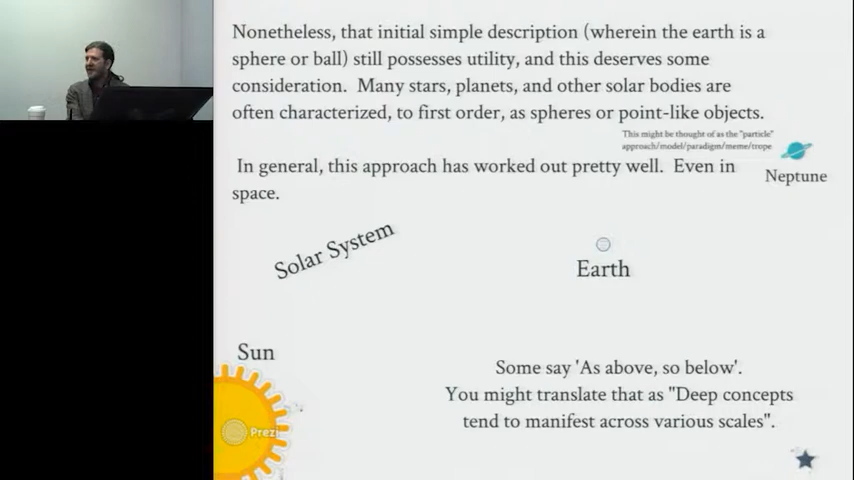 Nonetheless, that initial simple description (wherein the earth is a
sphere or ball) still possesses utility, and this deserves some
consideration. Many stars, planets, and other solar bodies are
often characterized, to first order, as spheres or point-like objects.
This might be thought of as the "particle"
approach/model/paradigm/meme/trope
In general, this approach has worked out pretty well. Even in
space.
Neptune
Solar System
Earth
Sun
Some say 'As above, so below'.
You might translate that as "Deep concepts
tend to manifest across various scales".
Prezi